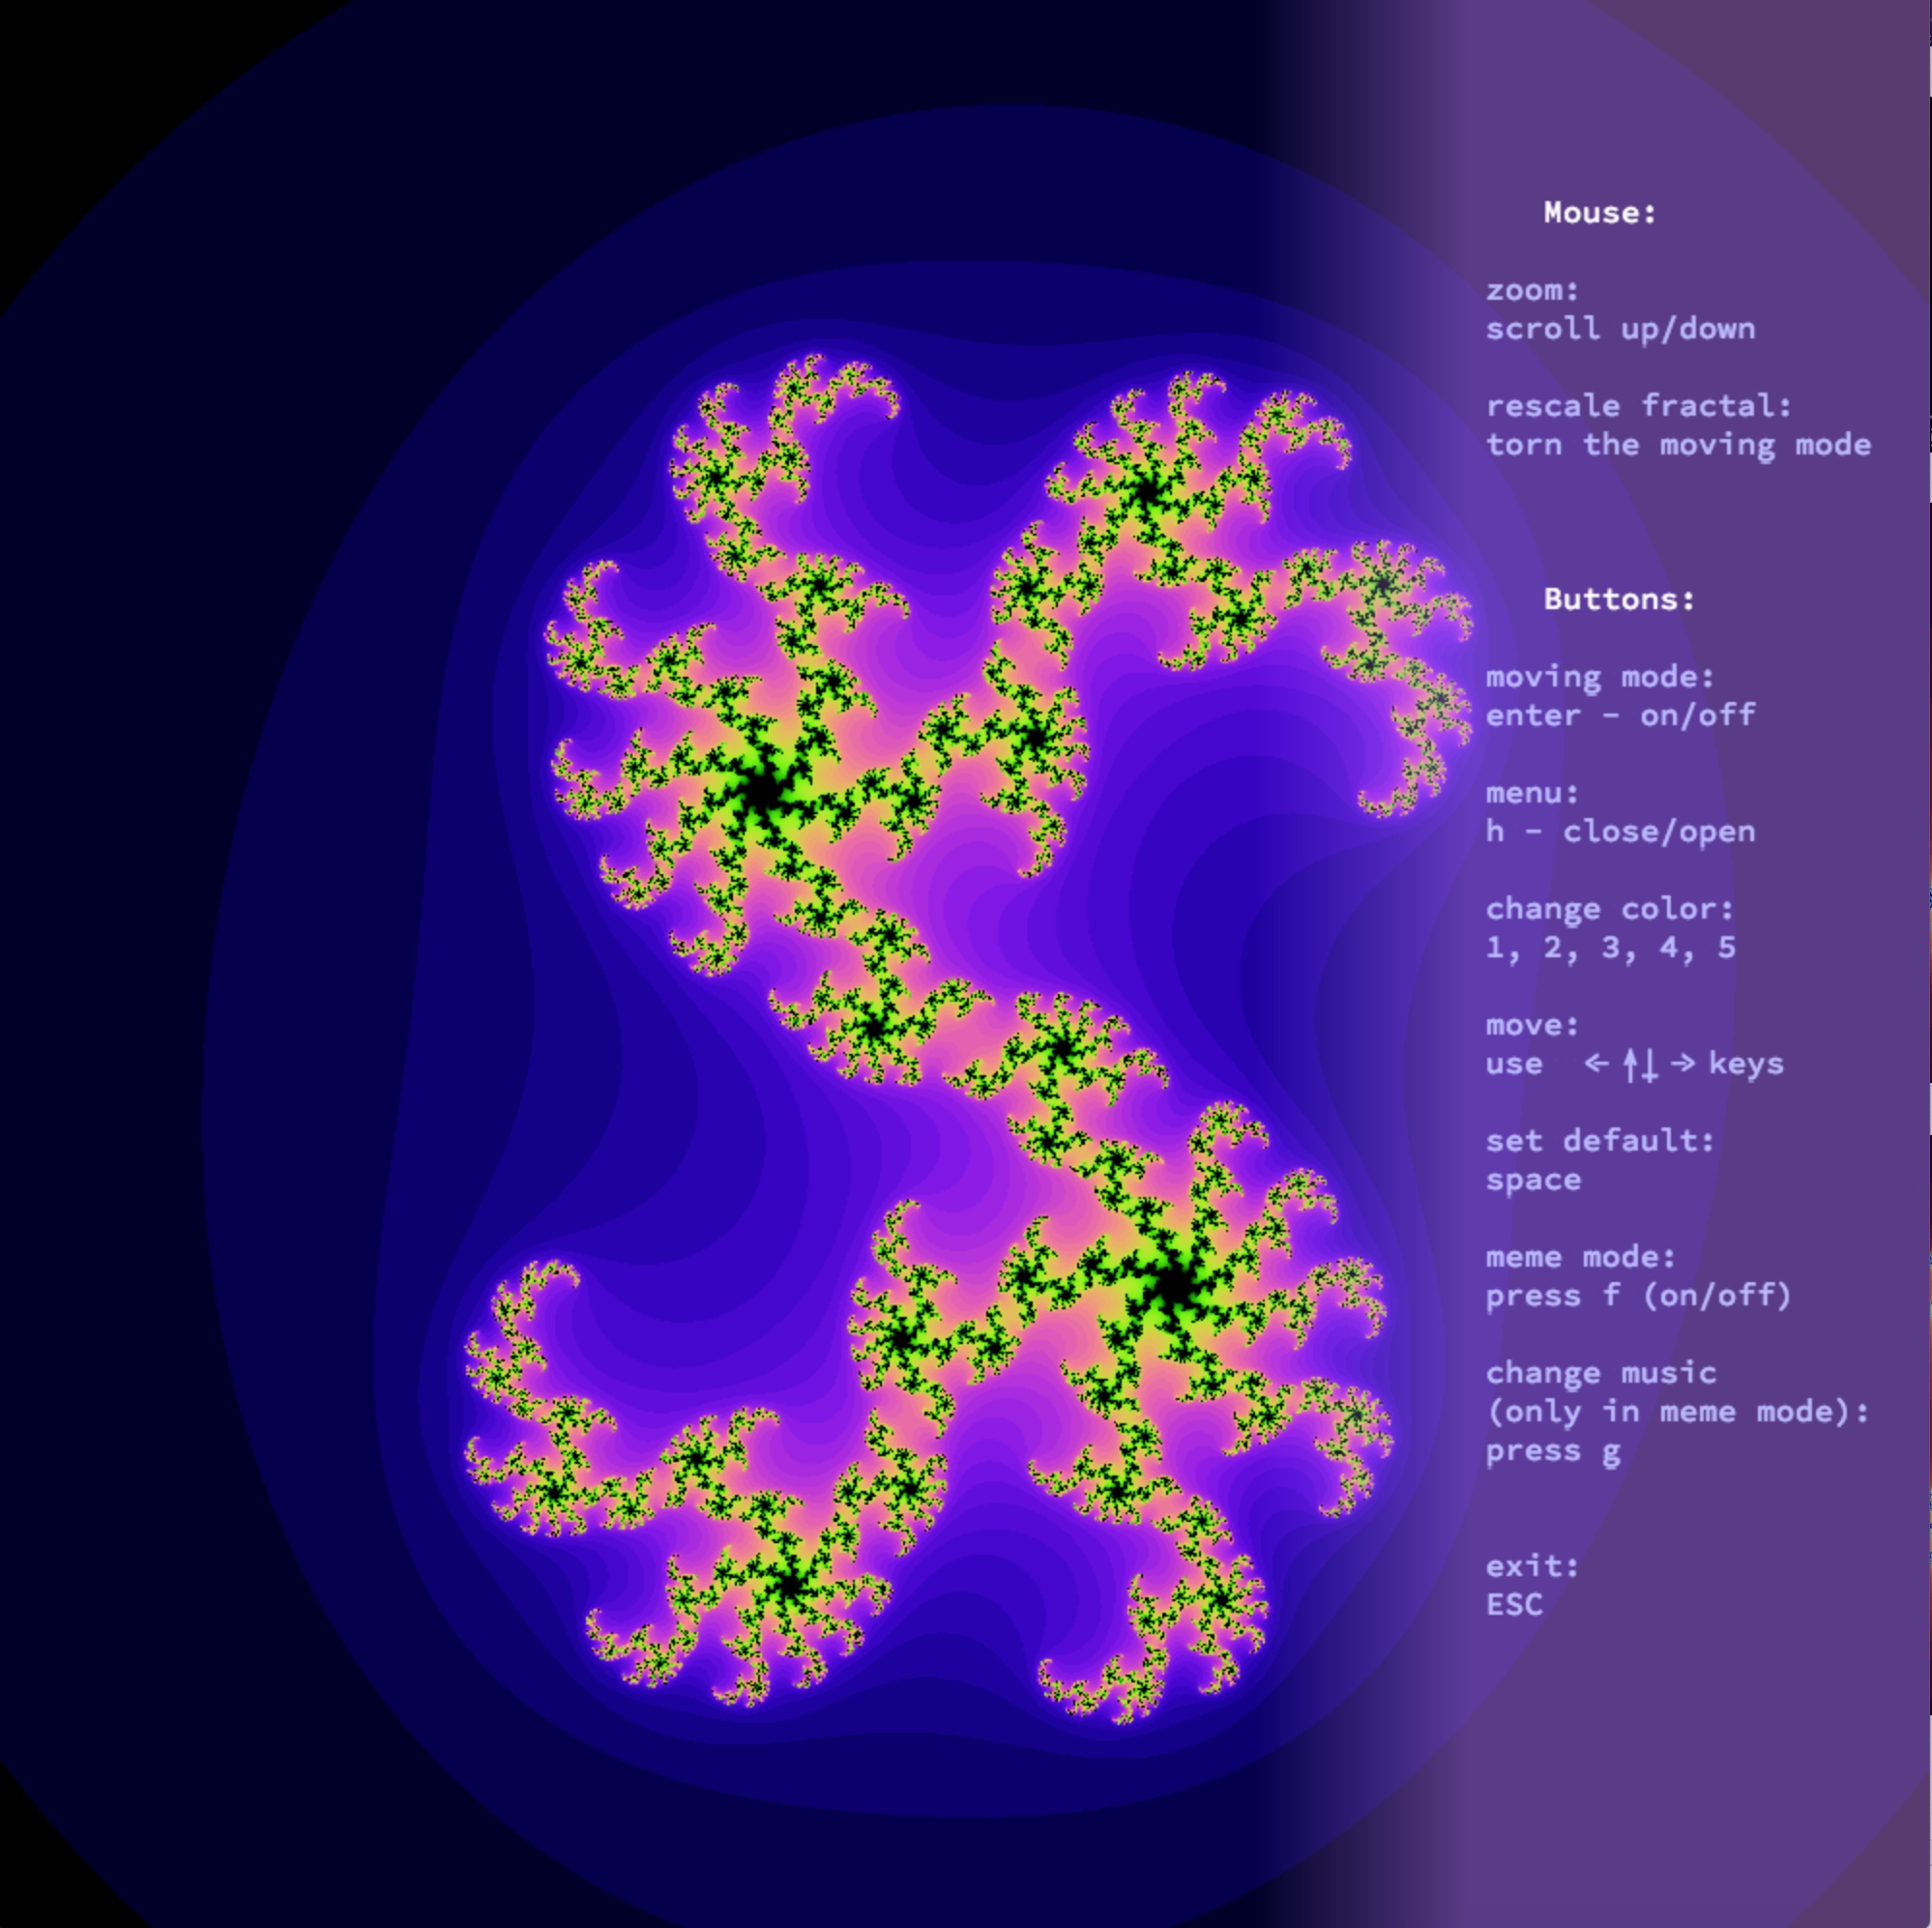 Mouse:
zoom:
scroll up/down
rescale fractal:
torn the moving mode
Buttons:
moving mode:
enter - on/off
menu:
h - close/open
change color:
1, 2, 3, 4, 5
move:
use ←↑↓→ keys
set default:
space
meme mode:
press f (on/off)
change music
(only in meme mode):
press g
exit:
ESC